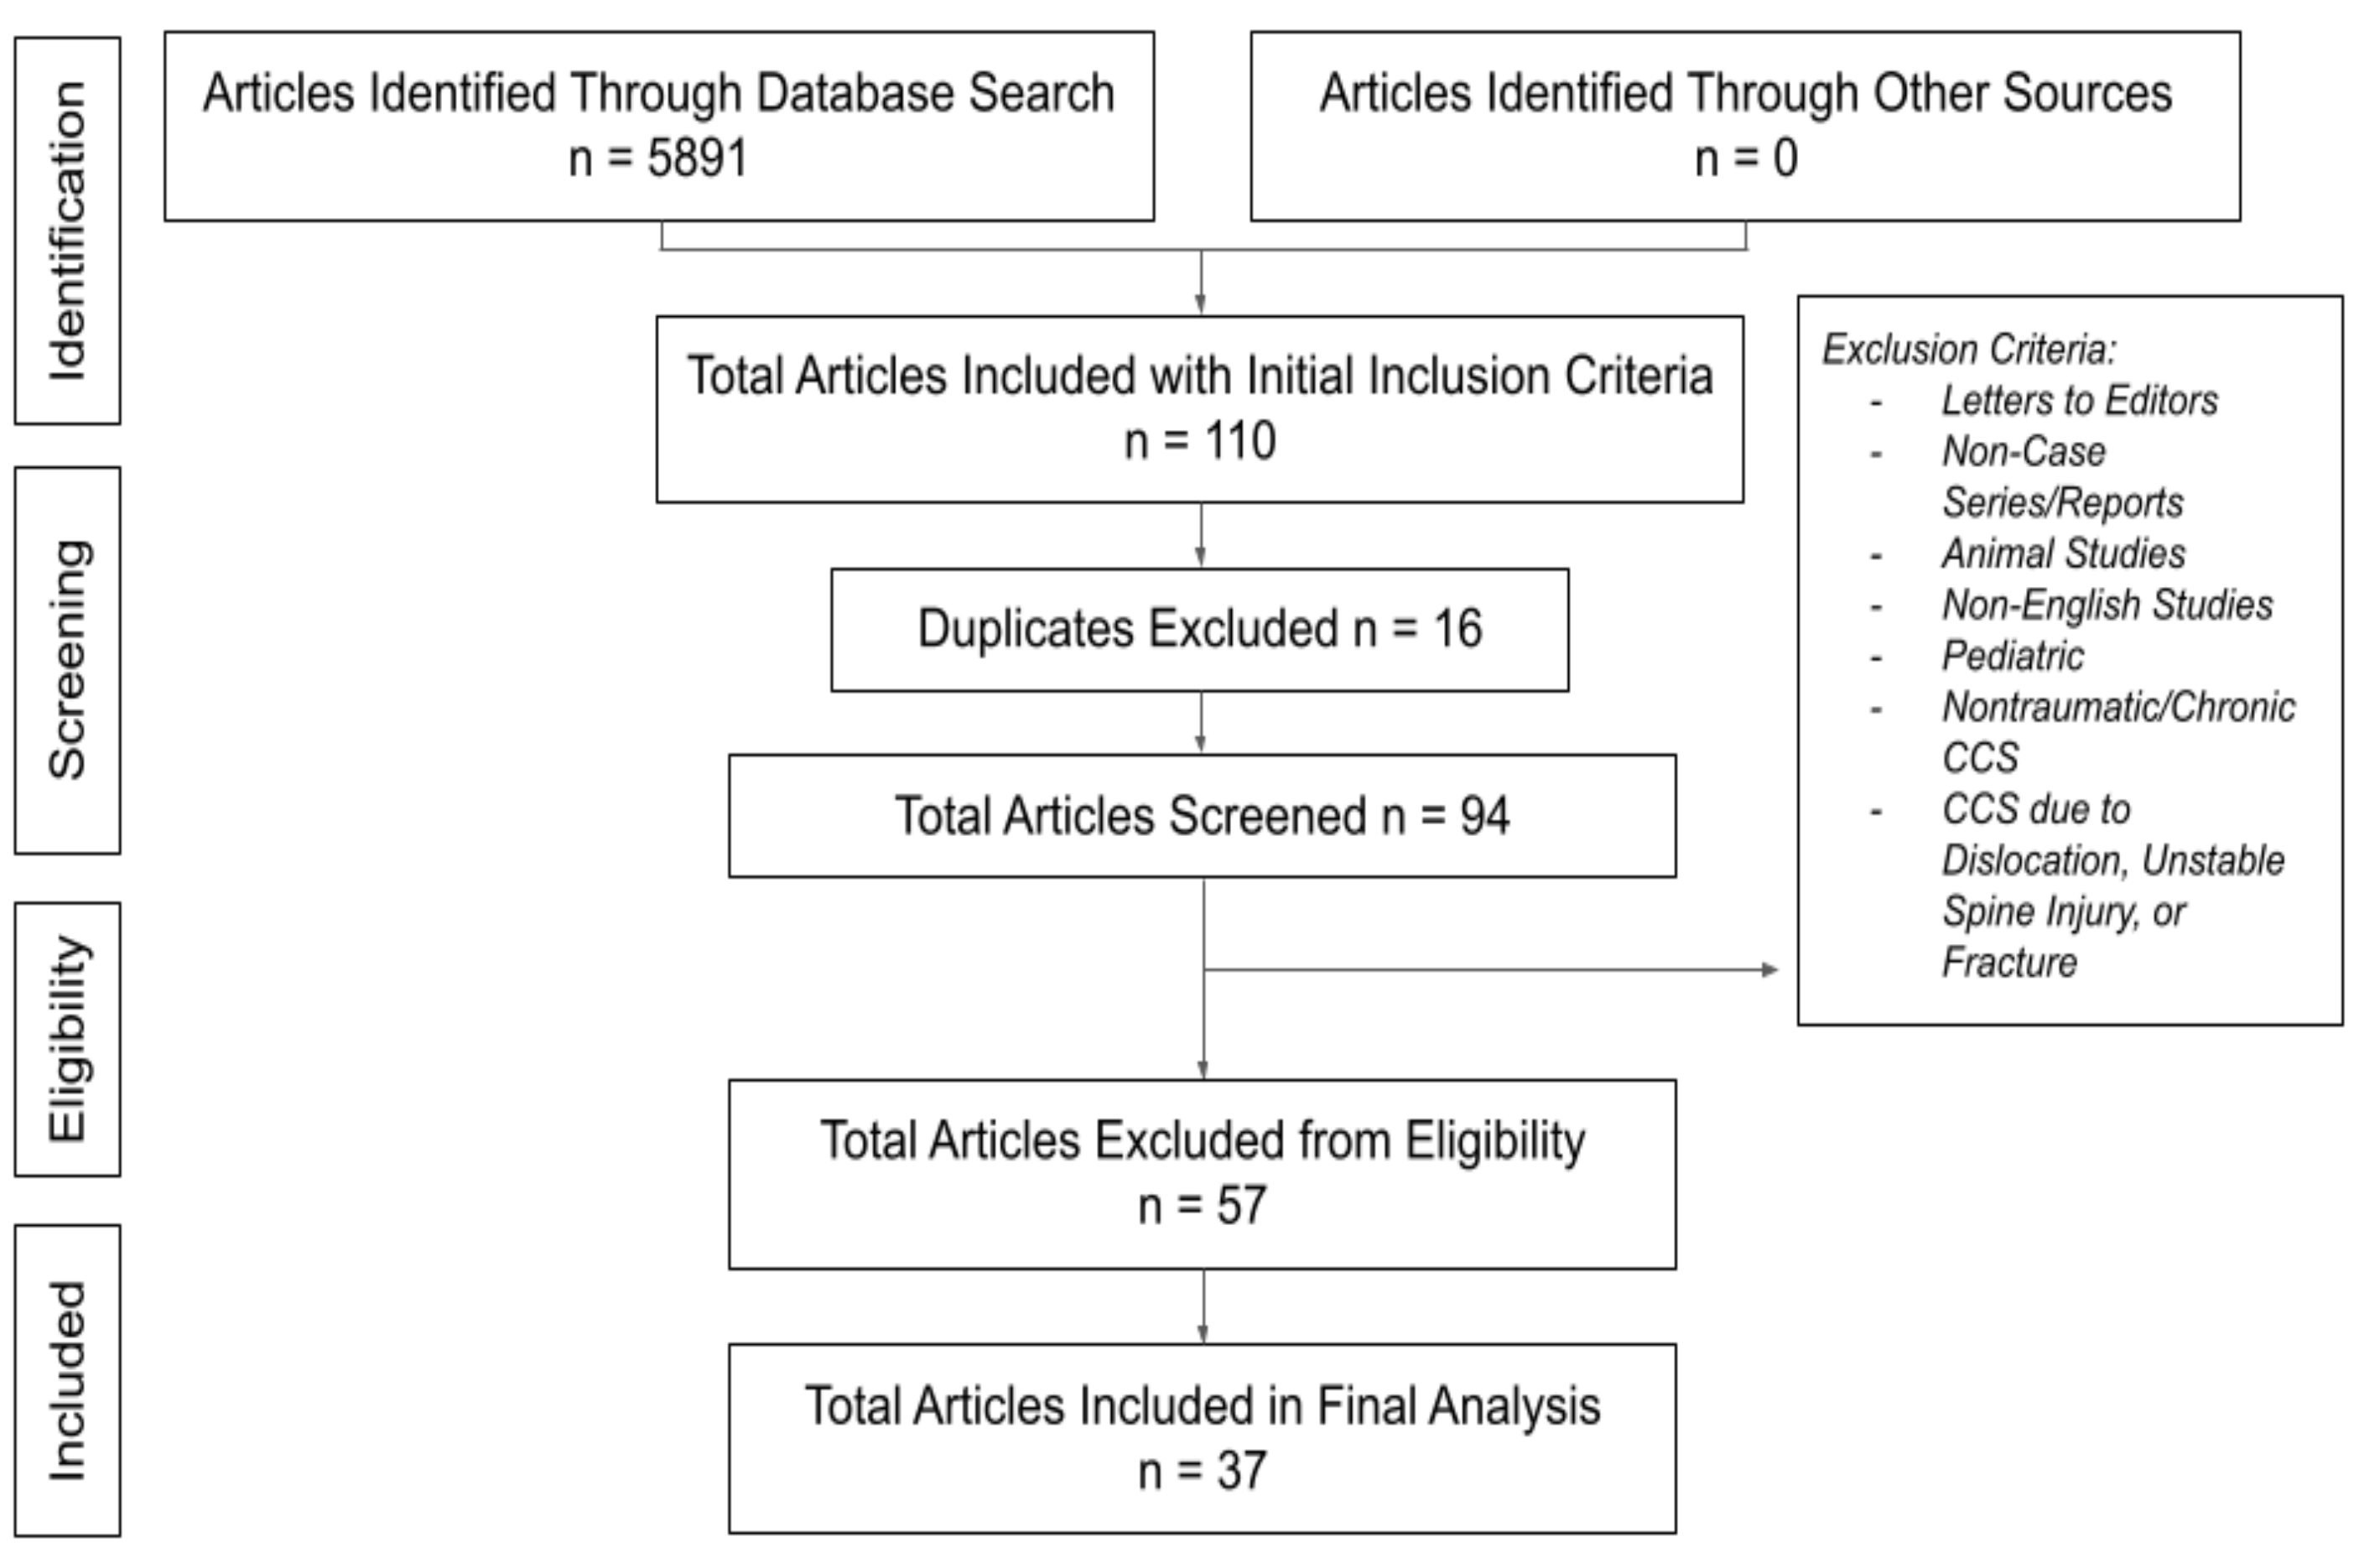 Identification
Articles Identified Through Database Search
n = 5891
Articles Identified Through Other Sources
n = 0
Total Articles Included with Initial Inclusion Criteria
n = 110
Exclusion Criteria:
- Letters to Editors
- Non-Case
Series/Reports
- Animal Studies
- Non-English Studies
- Pediatric
- Nontraumatic/Chronic
CCS
- CCS due to
Dislocation, Unstable
Spine Injury, or
Fracture
Screening
Duplicates Excluded n = 16
Total Articles Screened n = 94
Eligibility
Total Articles Excluded from Eligibility
n = 57
Included
Total Articles Included in Final Analysis
n = 37